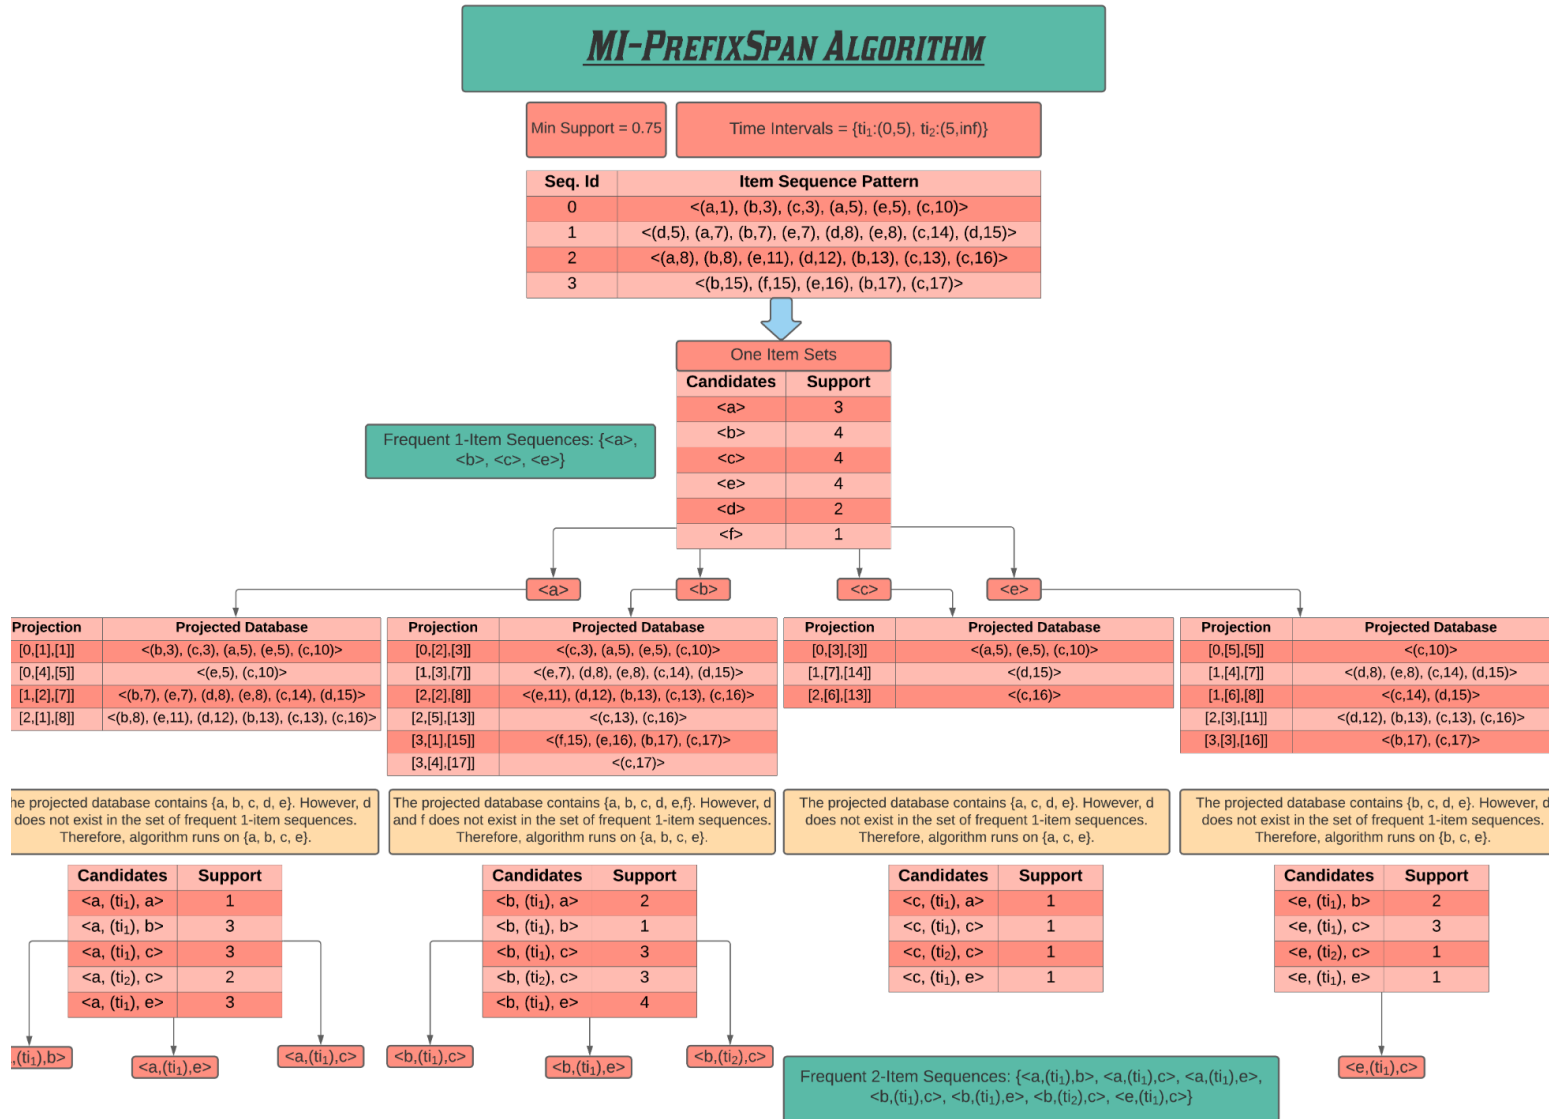 MI-PREFIXSPAN ALGORITHM
Min Support = 0.75
Time Intervals = {ti₁:(0,5), ti₂:(5,inf)}
Seq. Id Item Sequence Pattern
0 <(a,1), (b,3), (c,3), (a,5), (e,5), (c,10)>
1 <(d,5), (a,7), (b,7), (e,7), (d,8), (e,8), (c,14), (d,15)>
2 <(a,8), (b,8), (e,11), (d,12), (b,13), (c,13), (c,16)>
3 <(b,15), (f,15), (e,16), (b,17), (c,17)>
One Item Sets
Candidates Support
<a> 3
<b> 4
<c> 4
<e> 4
<d> 2
<f> 1
Frequent 1-Item Sequences: {<a>,
<b>, <c>, <e>}
<a>
<b>
<c>
<e>
Projection Projected Database
[0,[1],[1]] <(b,3), (c,3), (a,5), (e,5), (c,10)>
[0,[4],[5]] <(e,5), (c,10)>
[1,[2],[7]] <(b,7), (e,7), (d,8), (e,8), (c,14), (d,15)>
[2,[1],[8]] <(b,8), (e,11), (d,12), (b,13), (c,13), (c,16)>
Projection Projected Database
[0,[2],[3]] <(c,3), (a,5), (e,5), (c,10)>
[1,[3],[7]] <(e,7), (d,8), (e,8), (c,14), (d,15)>
[2,[2],[8]] <(e,11), (d,12), (b,13), (c,13), (c,16)>
[2,[5],[13]] <(c,13), (c,16)>
[3,[1],[15]] <(f,15), (e,16), (b,17), (c,17)>
[3,[4],[17]] <(c,17)>
Projection Projected Database
[0,[3],[3]] <(a,5), (e,5), (c,10)>
[1,[7],[14]] <(d,15)>
[2,[6],[13]] <(c,16)>
Projection Projected Database
[0,[5],[5]] <(c,10)>
[1,[4],[7]] <(d,8), (e,8), (c,14), (d,15)>
[1,[6],[8]] <(c,14), (d,15)>
[2,[3],[11]] <(d,12), (b,13), (c,13), (c,16)>
[3,[3],[16]] <(b,17), (c,17)>
he projected database contains {a, b, c, d, e}. However, d
does not exist in the set of frequent 1-item sequences.
Therefore, algorithm runs on {a, b, c, e}.
The projected database contains {a, b, c, d, e,f}. However, d
and f does not exist in the set of frequent 1-item sequences.
Therefore, algorithm runs on {a, b, c, e}.
The projected database contains {a, c, d, e}. However, d
does not exist in the set of frequent 1-item sequences.
Therefore, algorithm runs on {a, c, e}.
The projected database contains {b, c, d, e}. However, d
does not exist in the set of frequent 1-item sequences.
Therefore, algorithm runs on {b, c, e}.
Candidates Support
<a, (ti₁), a> 1
<a, (ti₁), b> 3
<a, (ti₁), c> 3
<a, (ti₂), c> 2
<a, (ti₁), e> 3
Candidates Support
<b, (ti₁), a> 2
<b, (ti₁), b> 1
<b, (ti₁), c> 3
<b, (ti₂), c> 3
<b, (ti₁), e> 4
Candidates Support
<c, (ti₁), a> 1
<c, (ti₁), c> 1
<c, (ti₂), c> 1
<c, (ti₁), e> 1
Candidates Support
<e, (ti₁), b> 2
<e, (ti₁), c> 3
<e, (ti₂), c> 1
<e, (ti₁), e> 1
,(ti₁),b>
<a,(ti₁),e>
<a,(ti₁),c>
<b,(ti₁),c>
<b,(ti₁),e>
<b,(ti₂),c>
<e,(ti₁),c>
Frequent 2-Item Sequences: {<a,(ti₁),b>, <a,(ti₁),c>, <a,(ti₁),e>,
<b,(ti₁),c>, <b,(ti₁),e>, <b,(ti₂),c>, <e,(ti₁),c>}